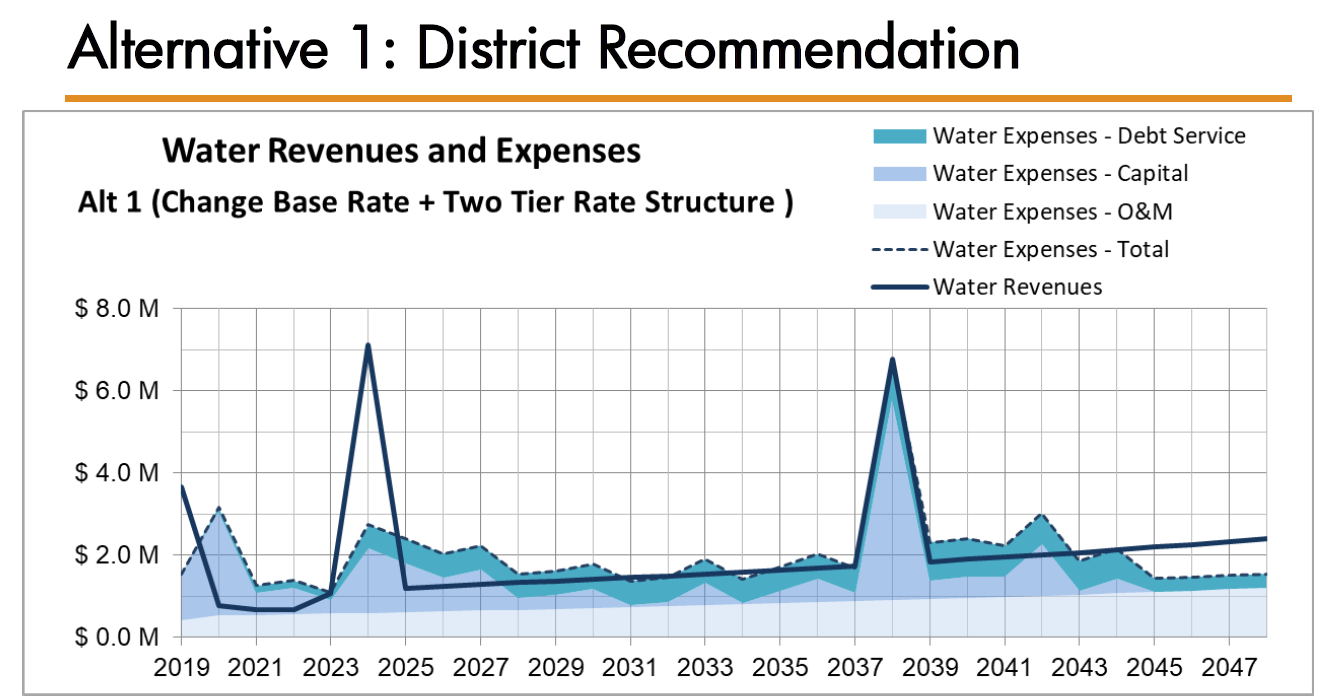 Alternative 1: District Recommendation
Water Revenues and Expenses
Alt 1 (Change Base Rate + Two Tier Rate Structure )
Water Expenses - Debt Service
Water Expenses - Capital
Water Expenses - O&M
Water Expenses - Total
Water Revenues
$ 8.0 M
$ 6.0 M
$ 4.0 M
$ 2.0 M
$ 0.0 M
2019 2021 2023 2025 2027 2029 2031 2033 2035 2037 2039 2041 2043 2045 2047